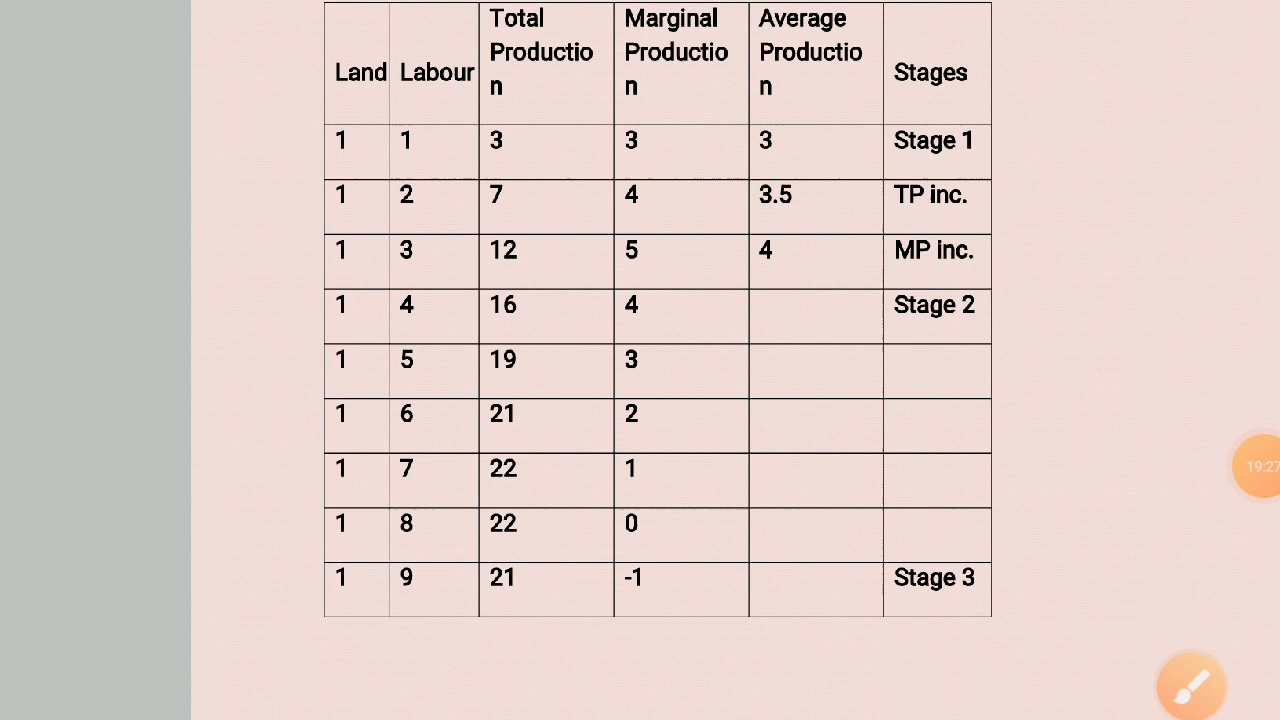 Land Labour Total Productio n Marginal Productio n Average Productio n Stages
1 1 3 3 3 Stage 1
1 2 7 4 3.5 TP inc.
1 3 12 5 4 MP inc.
1 4 16 4 Stage 2
1 5 19 3
1 6 21 2
1 7 22 1
1 8 22 0
1 9 21 -1 Stage 3
19:27